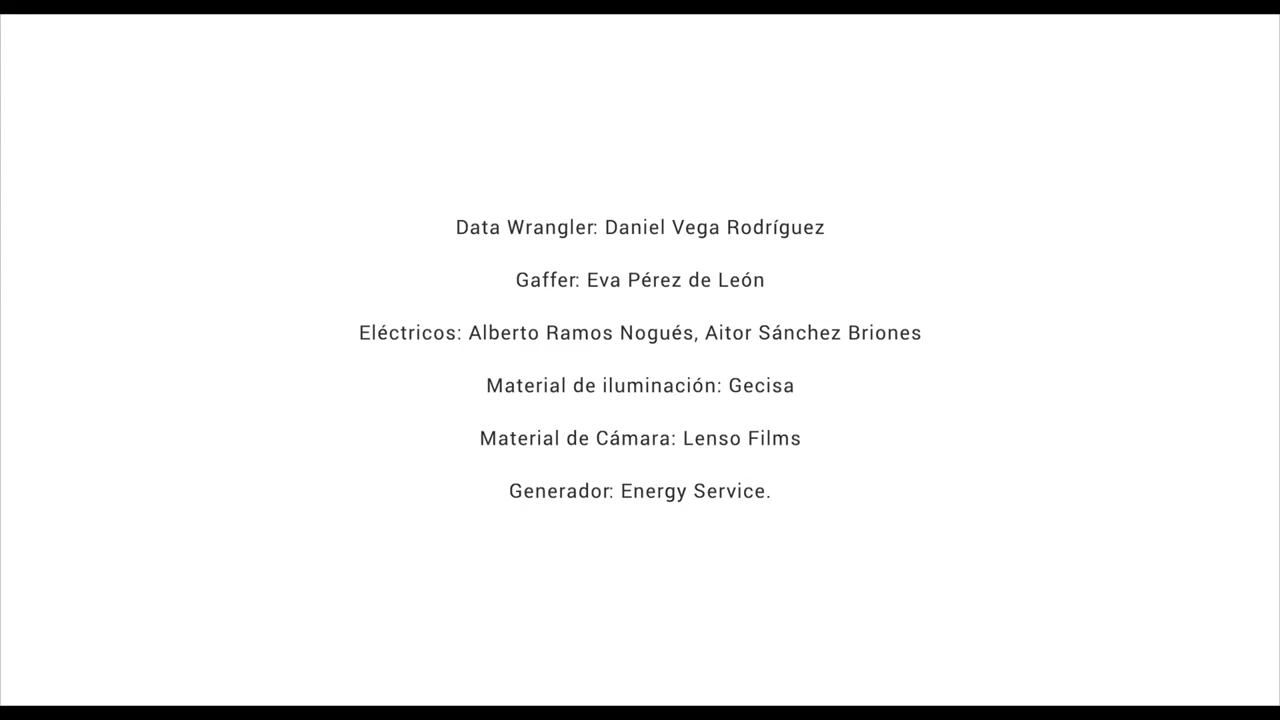 Data Wrangler: Daniel Vega Rodríguez
Gaffer: Eva Pérez de León
Eléctricos: Alberto Ramos Nogués, Aitor Sánchez Briones
Material de iluminación: Gecisa
Material de Cámara: Lenso Films
Generador: Energy Service.